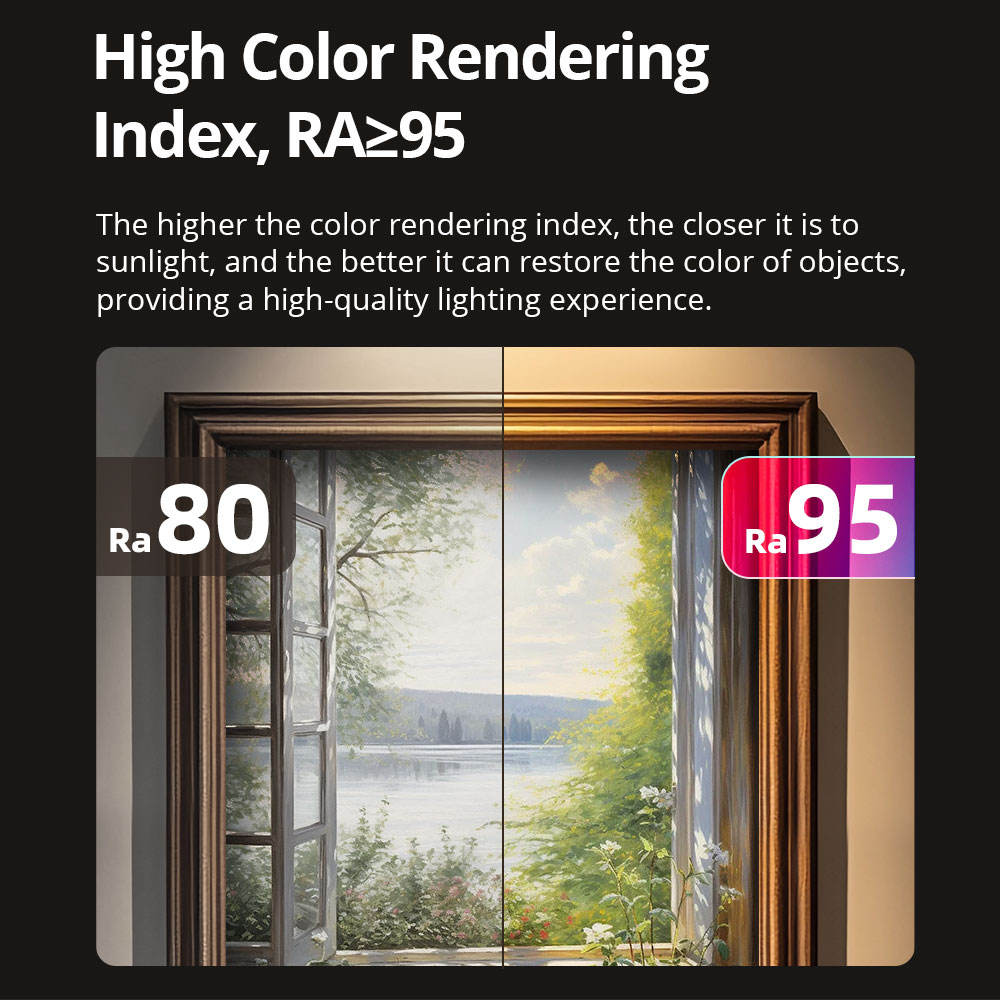 High Color Rendering
Index, RA≥95
The higher the color rendering index, the closer it is to
sunlight, and the better it can restore the color of objects,
providing a high-quality lighting experience.
Ra80
Ra95